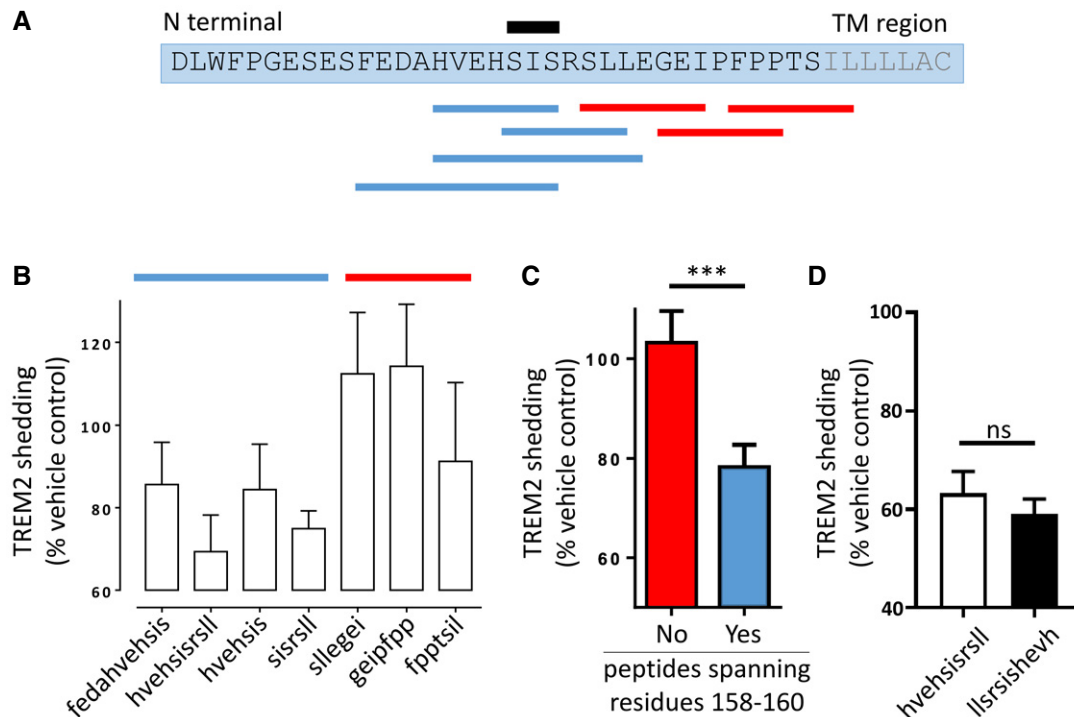 A
N terminal
TM region
DLWFPGESESFEDAHVEHSISRSLLEGEIPFPPTSILLLLAC
B
TREM2 shedding
(% vehicle control)
120
100
80
60
fedahvehsis
hvehsisrsll
hvehsis
sisrsll
sllegei
geipfpp
fpptsil
C
***
TREM2 shedding
(% vehicle control)
100
80
60
No
Yes
peptides spanning
residues 158-160
D
ns
TREM2 shedding
(% vehicle control)
100
80
60
40
hvehsisrsll
llsrsishevh